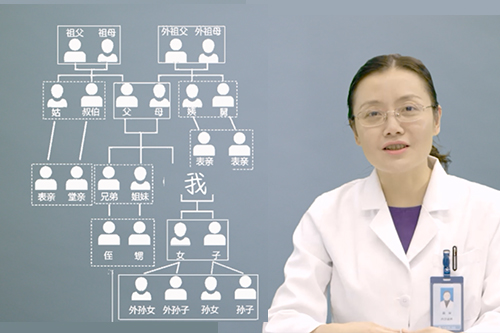 祖父 祖母 外祖父 外祖母
姑 叔伯 父 母 姨 舅
表亲 表亲
表亲 堂亲 兄弟 姐妹 我
侄 甥 女 子
外孙女 外孙子 孙女 孙子